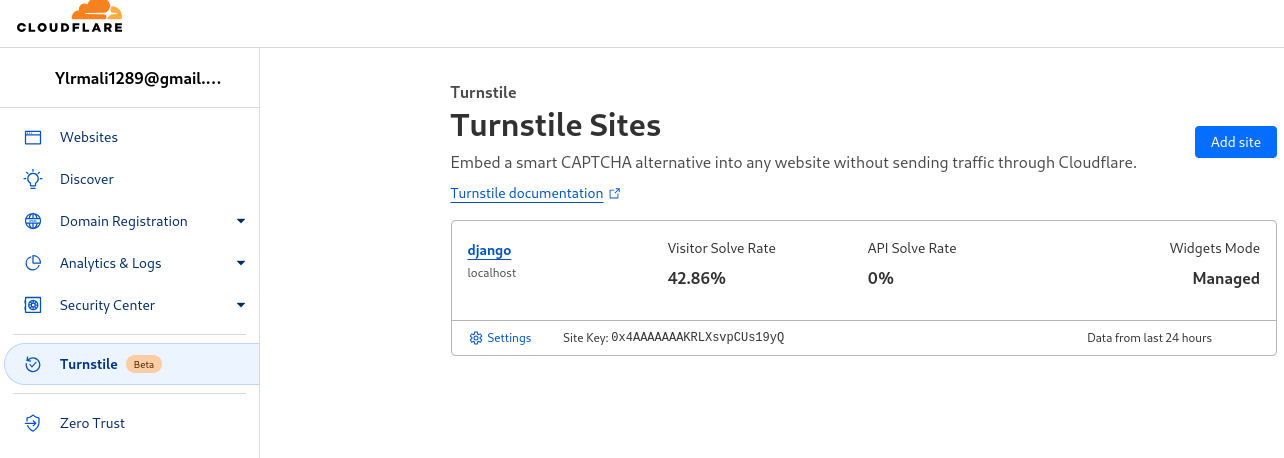 CLOUDFLARE
Ylrmali1289@gmail....
Websites
Discover
Domain Registration
Analytics & Logs
Security Center
Turnstile Beta
Zero Trust
Turnstile
Turnstile Sites
Add site
Embed a smart CAPTCHA alternative into any website without sending traffic through Cloudflare.
Turnstile documentation
django Visitor Solve Rate API Solve Rate Widgets Mode
localhost 42.86% 0% Managed
Settings Site Key: 0x4AAAAAAAKRLXsvpCUs19yQ Data from last 24 hours